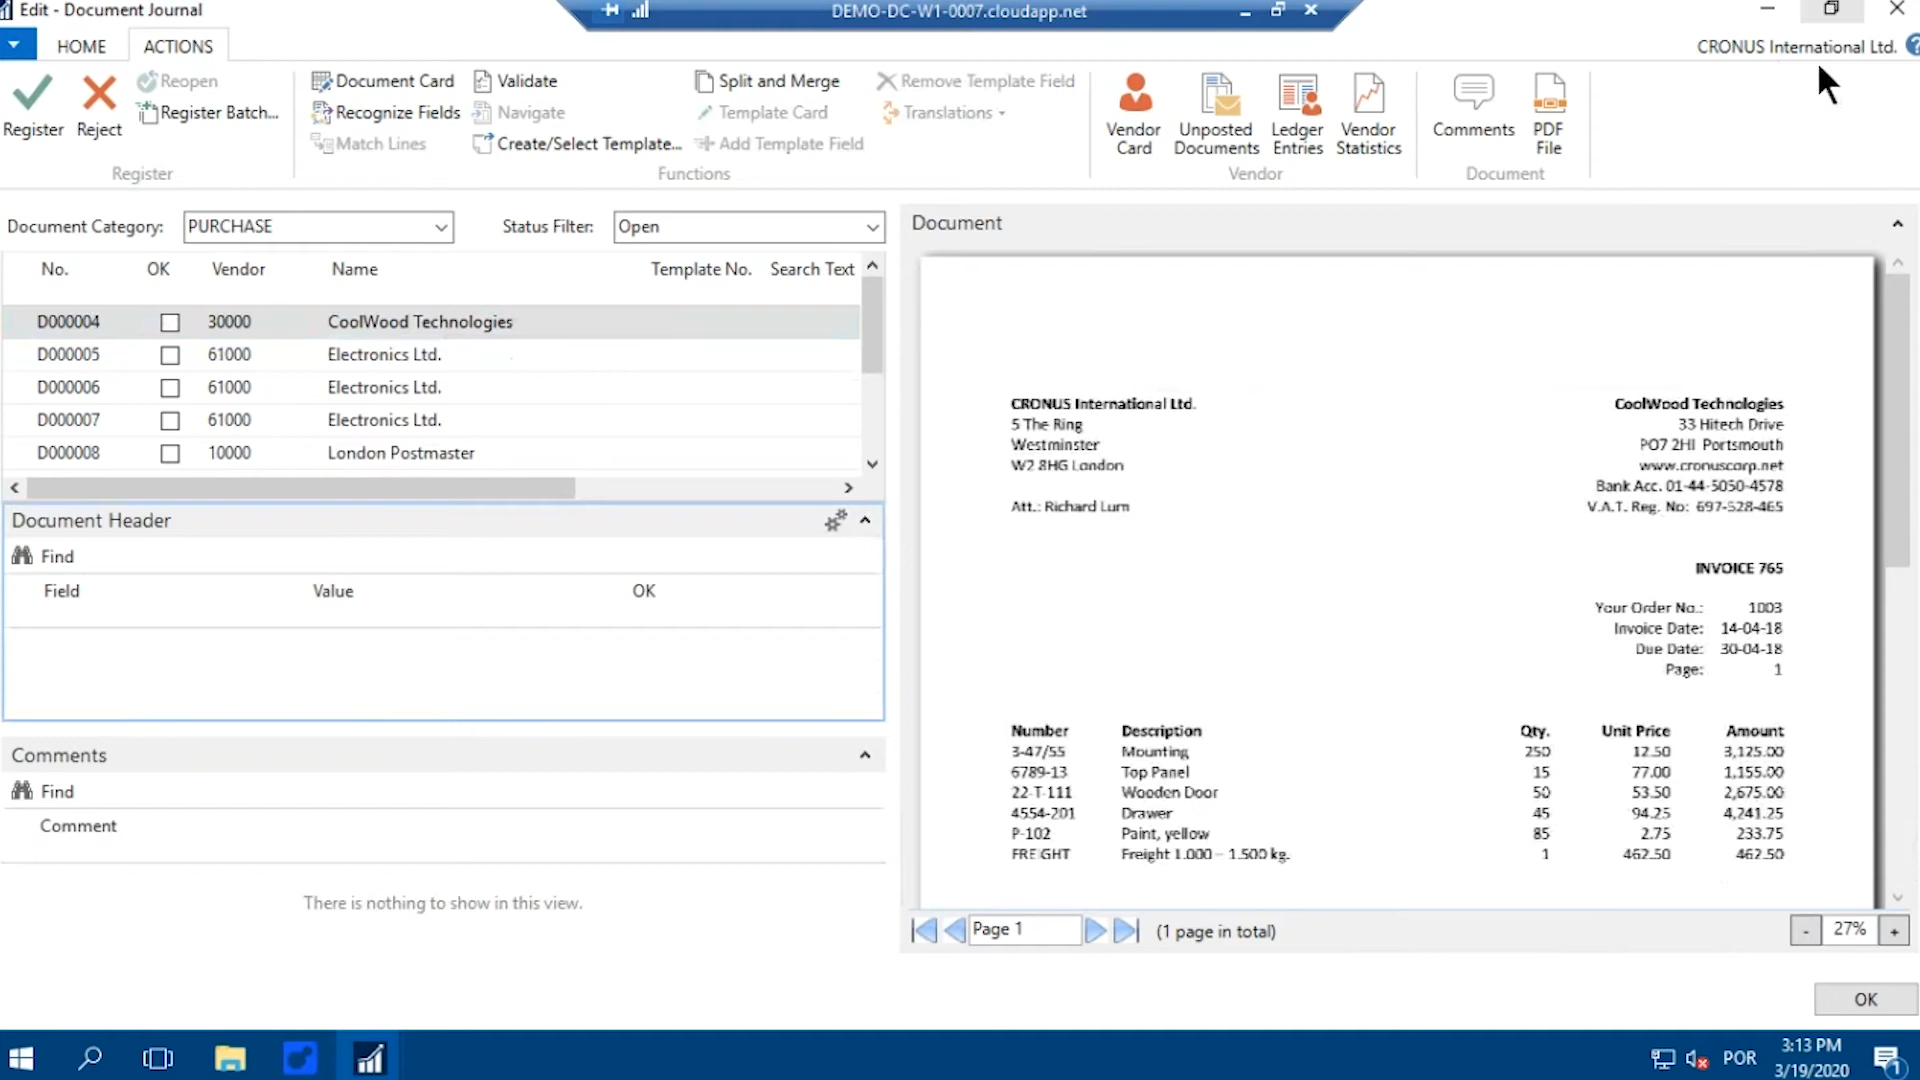 Edit - Document Journal
DEMO-DC-W1-0007.cloudapp.net
HOME ACTIONS
CRONUS International Ltd.
Register
Reject
Reopen
Register Batch...
Register
Document Card
Recognize Fields
Match Lines
Validate
Navigate
Create/Select Template...
Split and Merge
Template Card
Add Template Field
Remove Template Field
Translations
Functions
Vendor Card
Unposted Documents
Ledger Entries
Vendor Statistics
Vendor
Comments
PDF File
Document
Document Category: PURCHASE Status Filter: Open
No. OK Vendor Name Template No. Search Text
D000004 30000 CoolWood Technologies
D000005 61000 Electronics Ltd.
D000006 61000 Electronics Ltd.
D000007 61000 Electronics Ltd.
D000008 10000 London Postmaster
Document Header
Find
Field Value OK
Comments
Find
Comment
There is nothing to show in this view.
Document
CRONUS International Ltd.
5 The Ring
Westminster
W2 8HG London
Att.: Richard Lum
CoolWood Technologies
33 Hitech Drive
PO7 2HI Portsmouth
www.cronuscorp.net
Bank Acc. 01-44-5050-4578
V.A.T. Reg. No: 697-528-465
INVOICE 765
Your Order No.: 1003
Invoice Date: 14-04-18
Due Date: 30-04-18
Page: 1
Number Description Qty. Unit Price Amount
3-47/55 Mounting 250 12.50 3,125.00
6789-13 Top Panel 15 77.00 1,155.00
22-T-111 Wooden Door 50 53.50 2,675.00
4554-201 Drawer 45 94.25 4,241.25
P-102 Paint, yellow 85 2.75 233.75
FREIGHT Freight 1.000 – 1.500 kg. 1 462.50 462.50
Page 1 (1 page in total)
- 27% +
OK
POR
3:13 PM
3/19/2020
1